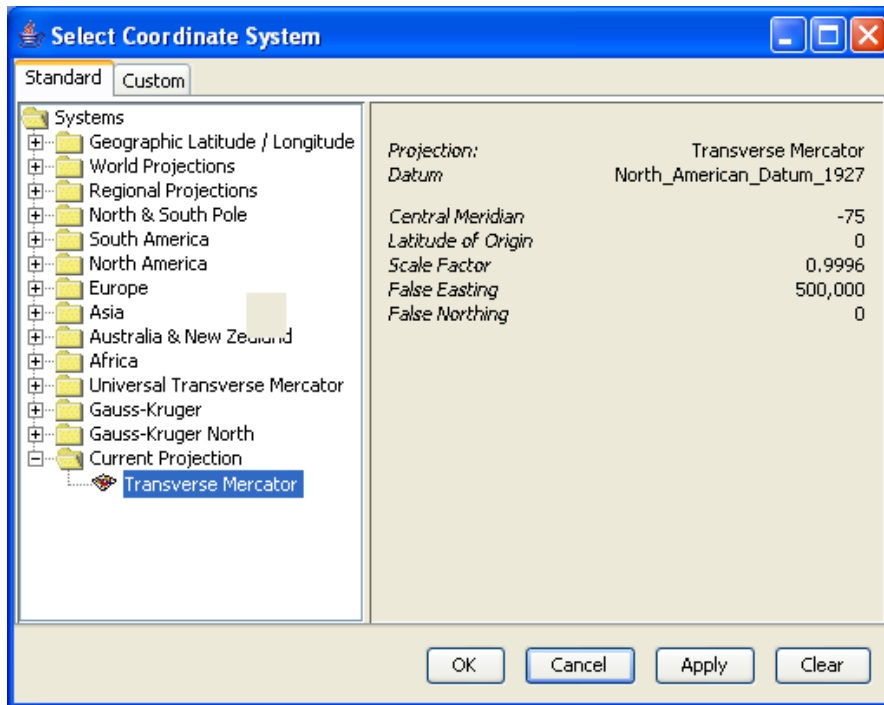 Select Coordinate System
Standard Custom
Systems
Geographic Latitude / Longitude
World Projections
Regional Projections
North & South Pole
South America
North America
Europe
Asia
Australia & New
Africa
Universal Transverse Mercator
Gauss-Kruger
Gauss-Kruger North
Current Projection
Transverse Mercator
Projection: Transverse Mercator
Datum North_American_Datum_1927
Central Meridian -75
Latitude of Origin 0
Scale Factor 0.9996
False Easting 500,000
False Northing 0
OK Cancel Apply Clear